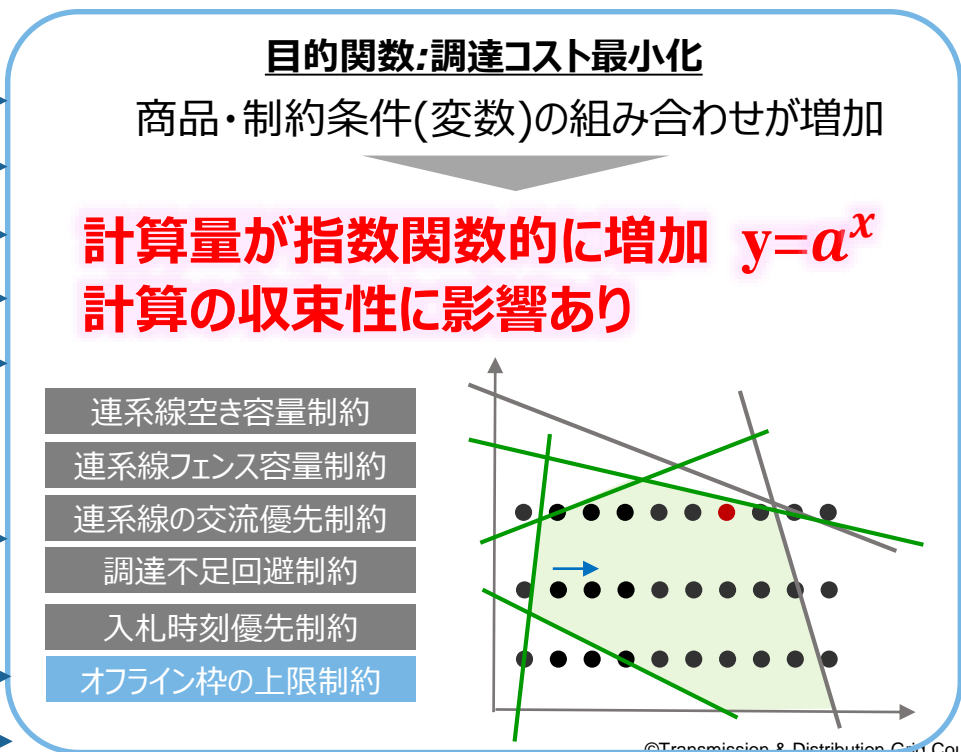 目的関数:調達コスト最小化
商品・制約条件(変数)の組み合わせが増加
計算量が指数関数的に増加 y=a^x
計算の収束性に影響あり
連系線空き容量制約
連系線フェンス容量制約
連系線の交流優先制約
調達不足回避制約
入札時刻優先制約
オフライン枠の上限制約
©Transmission & Distribution Grid Cou